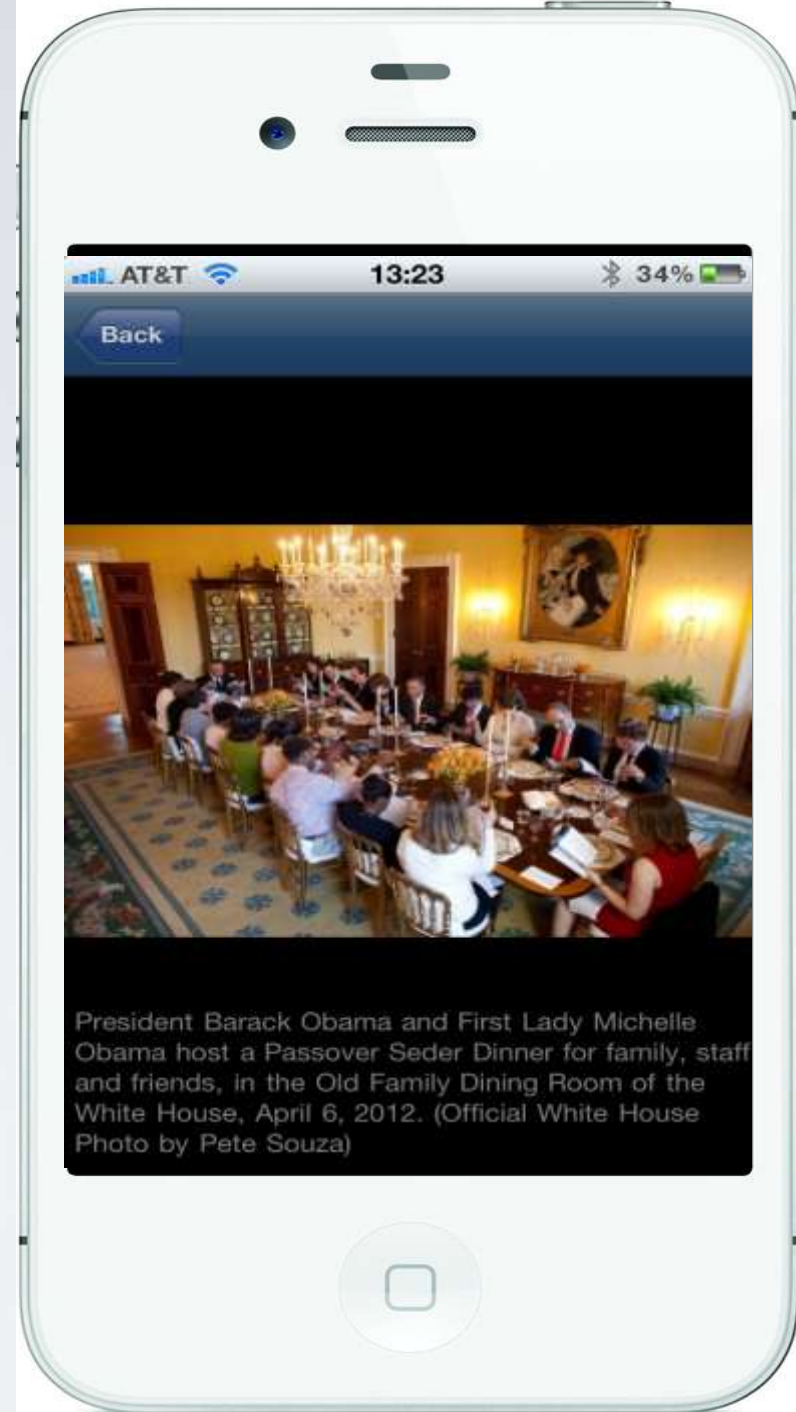 AT&T 13:23 34%
Back
President Barack Obama and First Lady Michelle
Obama host a Passover Seder Dinner for family, staff
and friends, in the Old Family Dining Room of the
White House, April 6, 2012. (Official White House
Photo by Pete Souza)